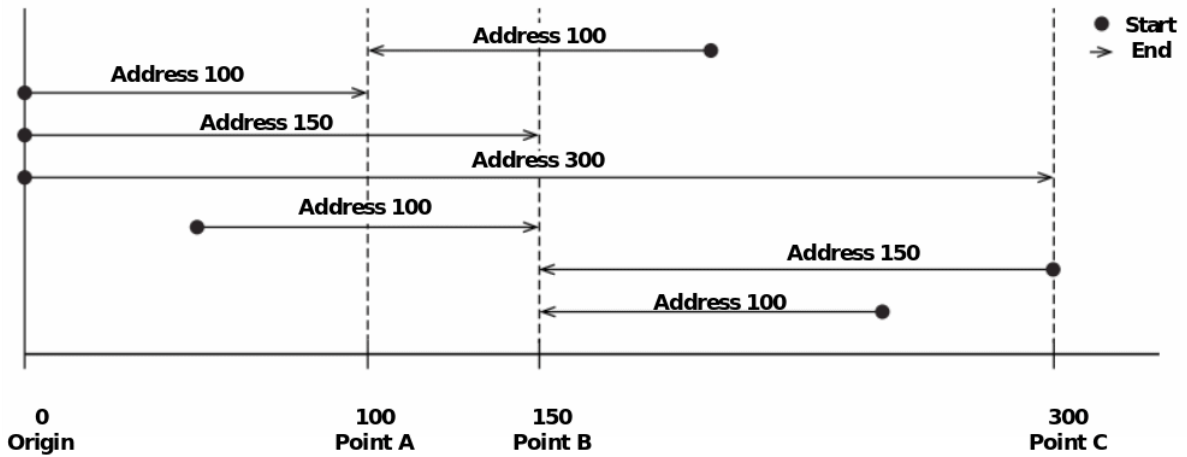 Start
Address 100
End
Address 100
Address 150
Address 300
Address 100
Address 150
Address 100
0
100
150
300
Origin
Point A
Point B
Point C